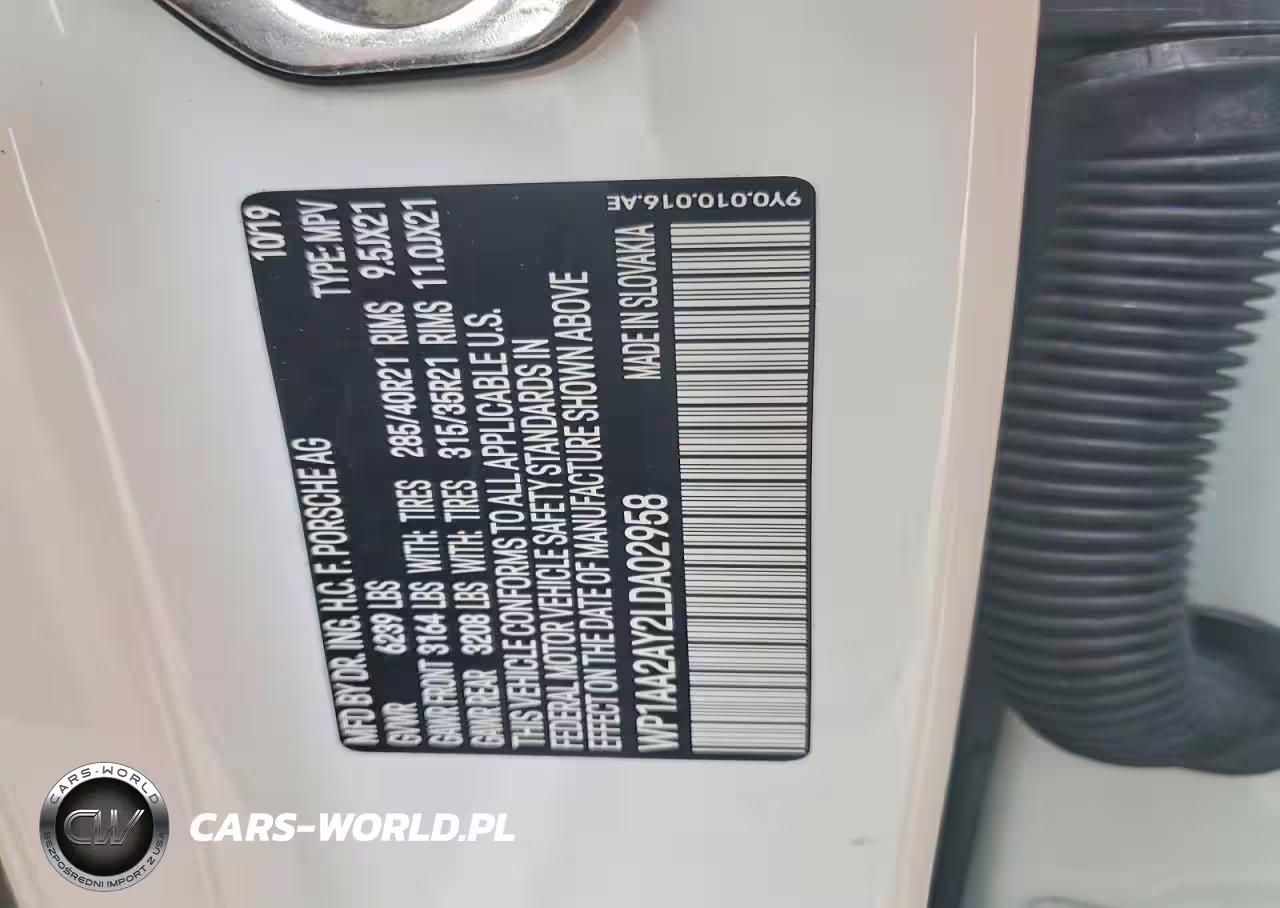 MFD BY DR. ING. H.C. F. PORSCHE AG 10/19
GVWR 6239 LBS TYPE: MPV
GAWR FRONT 3164 LBS WITH: TIRES 285/40R21 RIMS 9.5JX21
GAWR REAR 3208 LBS WITH: TIRES 315/35R21 RIMS 11.0JX21
THIS VEHICLE CONFORMS TO ALL APPLICABLE U.S.
FEDERAL MOTOR VEHICLE SAFETY STANDARDS IN
EFFECT ON THE DATE OF MANUFACTURE SHOWN ABOVE
WP1AA2AY2LDA02958 MADE IN SLOVAKIA
9Y0.010.016.AE
CARS-WORLD
CW
BEZPOŚREDNI IMPORT Z USA
CARS-WORLD.PL